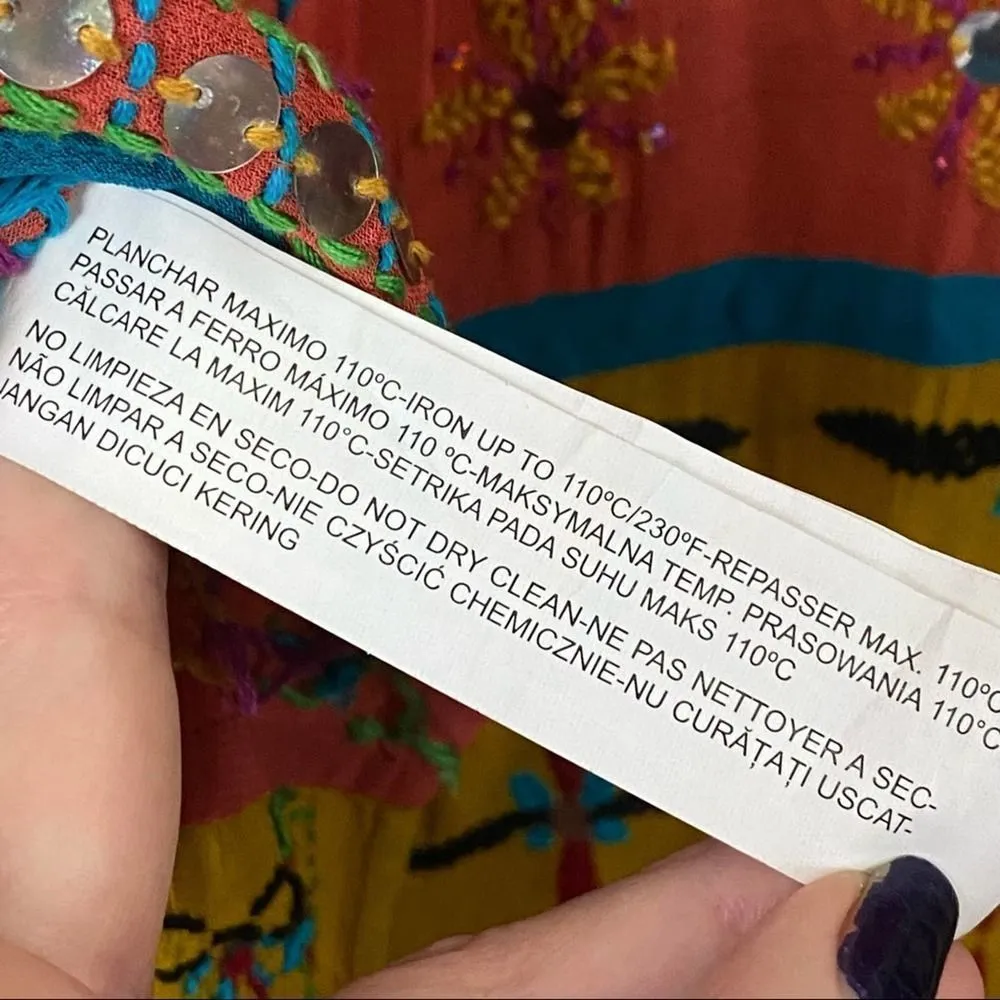 PLANCHAR MAXIMO 110ºC-IRON UP TO 110ºC/230ºF-REPASSER MAX. 110ºC
PASSAR A FERRO MÁXIMO 110 ºC-MAKSYMALNA TEMP. PRASOWANIA 110°C
CĂLCARE LA MAXIM 110°C-SETRIKA PADA SUHU MAKS 110ºC
NO LIMPIEZA EN SECO-DO NOT DRY CLEAN-NE PAS NETTOYER A SEC-
NÃO LIMPAR A SECO-NIE CZYŚCIĆ CHEMICZNIE-NU CURĂȚAȚI USCAT-
JANGAN DICUCI KERING